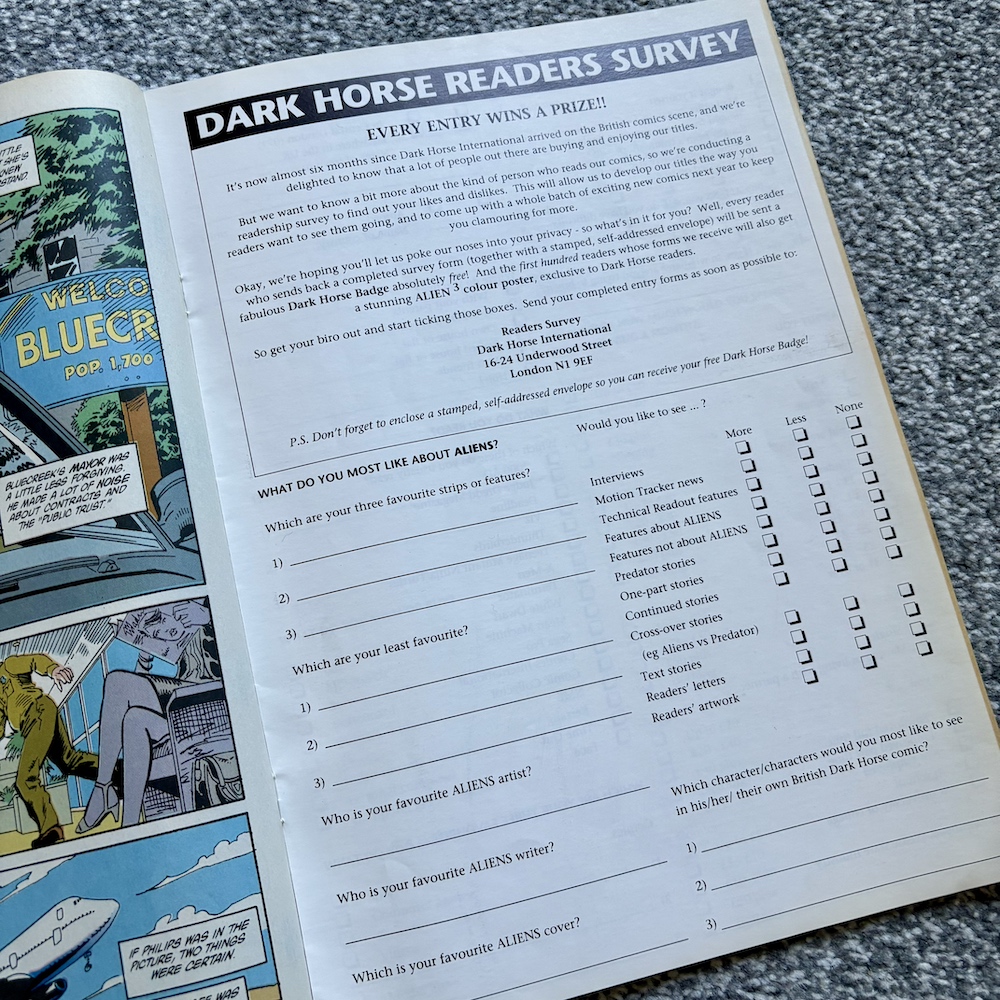 LITTLE
SHE'S
KNEW
STAND.
WELCO
BLUECR
POP. 1,700
BLUECREEK'S MAYOR WAS
A LITTLE LESS FORGIVING.
HE MADE A LOT OF NOISE
ABOUT CONTRACTS AND
THE "PUBLIC TRUST."
IF PHILIPS WAS IN THE
PICTURE, TWO THINGS
WERE CERTAIN.
WAS
DARK HORSE READERS SURVEY
EVERY ENTRY WINS A PRIZE!!
It's now almost six months since Dark Horse International arrived on the British comics scene, and we're
delighted to know that a lot of people out there are buying and enjoying our titles.
But we want to know a bit more about the kind of person who reads our comics, so we're conducting a
readership survey to find out your likes and dislikes. This will allow us to develop our titles the way you
readers want to see them going, and to come up with a whole batch of exciting new comics next year to keep
you clamouring for more.
Okay, we're hoping you'll let us poke our noses into your privacy - so what's in it for you? Well, every reader
who sends back a completed survey form (together with a stamped, self-addressed envelope) will be sent a
fabulous Dark Horse Badge absolutely free! And the first hundred readers whose forms we receive will also get
a stunning ALIEN 3 colour poster, exclusive to Dark Horse readers.
So get your biro out and start ticking those boxes. Send your completed entry forms as soon as possible to:
Readers Survey
Dark Horse International
16-24 Underwood Street
London N1 9EF
P.S. Don't forget to enclose a stamped, self-addressed envelope so you can receive your free Dark Horse Badge!
WHAT DO YOU MOST LIKE ABOUT ALIENS?
Which are your three favourite strips or features?
1)
2)
3)
Which are your least favourite?
1)
2)
3)
Who is your favourite ALIENS artist?
Who is your favourite ALIENS writer?
Which is your favourite ALIENS cover?
Would you like to see ... ?
More Less None
Interviews
Motion Tracker news
Technical Readout features
Features about ALIENS
Features not about ALIENS
Predator stories
One-part stories
Continued stories
Cross-over stories
(eg Aliens vs Predator)
Text stories
Readers' letters
Readers' artwork
Which character/characters would you most like to see
in his/her/ their own British Dark Horse comic?
1)
2)
3)